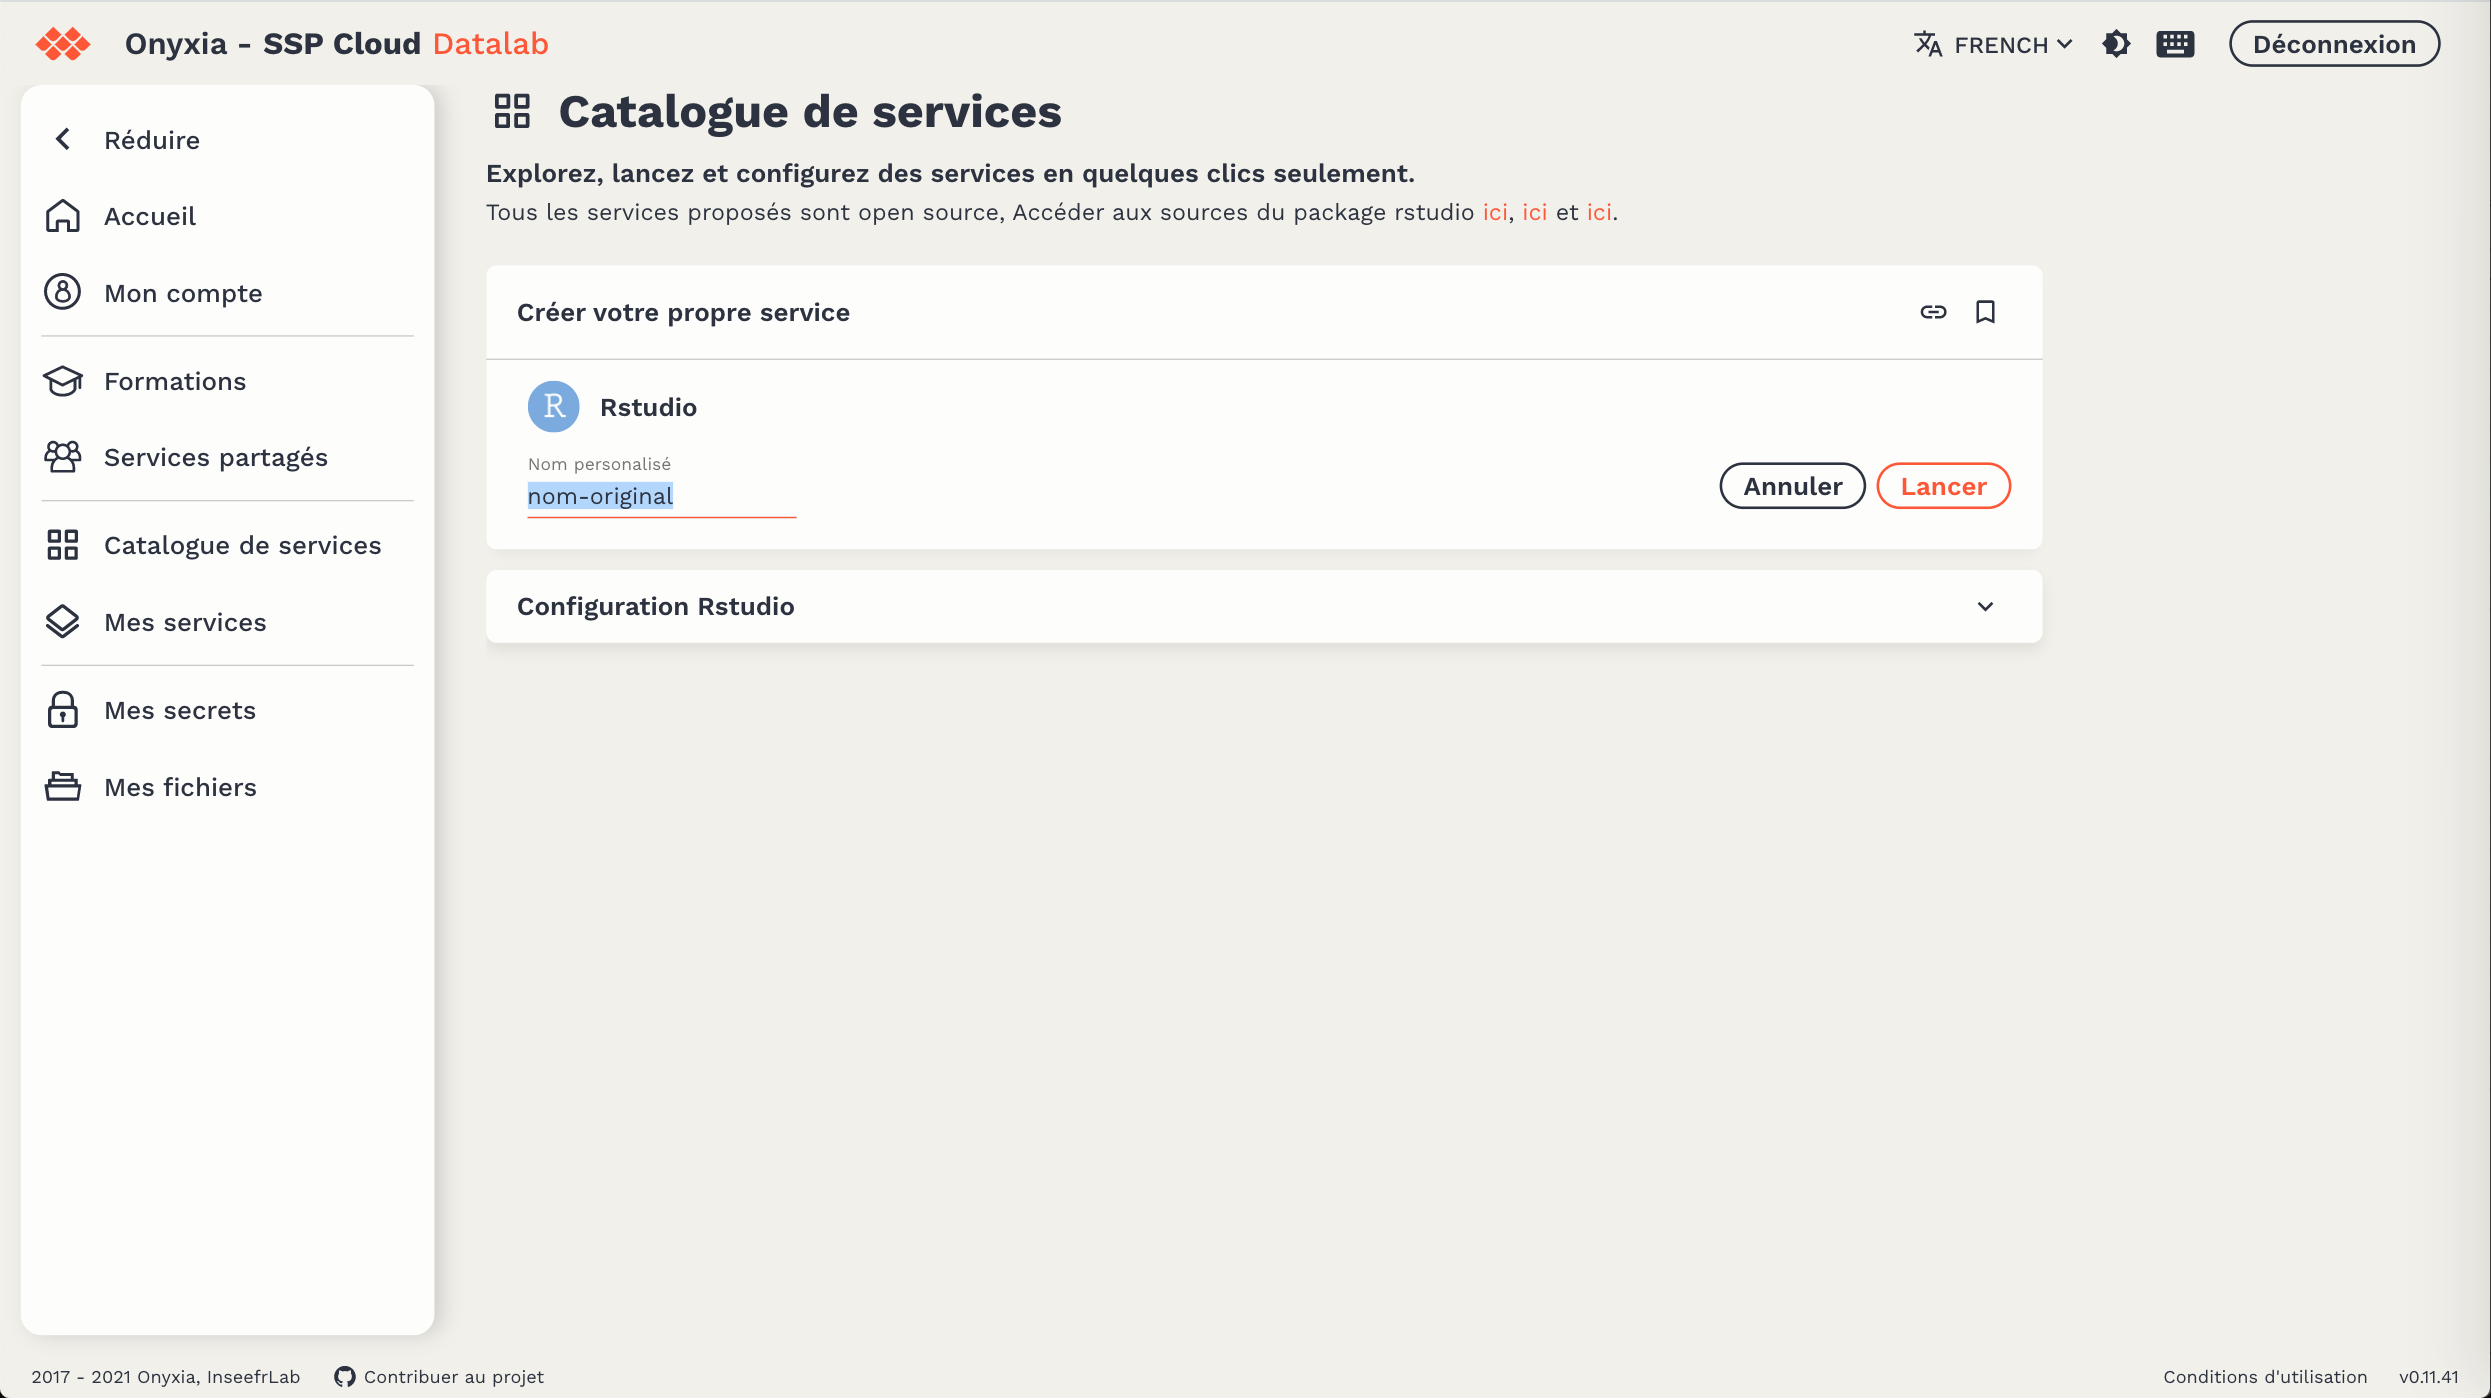 Onyxia - SSP Cloud Datalab
FRENCH
Déconnexion
Réduire
Accueil
Mon compte
Formations
Services partagés
Catalogue de services
Mes services
Mes secrets
Mes fichiers
Catalogue de services
Explorez, lancez et configurez des services en quelques clics seulement.
Tous les services proposés sont open source, Accéder aux sources du package rstudio ici, ici et ici.
Créer votre propre service
R
Rstudio
Nom personalisé
nom-original
Annuler
Lancer
Configuration Rstudio
2017 - 2021 Onyxia, InseefrLab
Contribuer au projet
Conditions d'utilisation
v0.11.41